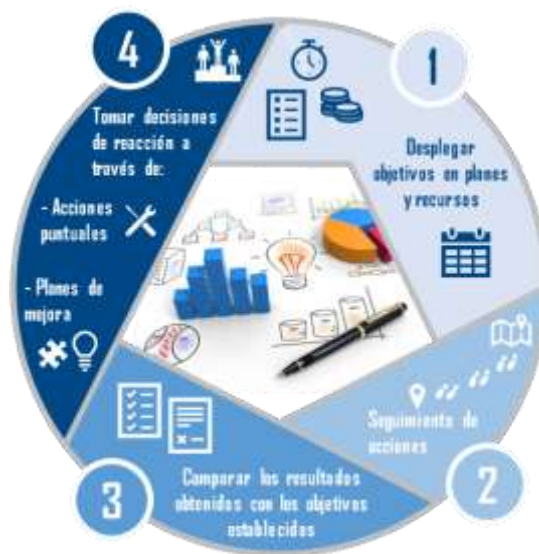 1
Desplegar
objetivos en planes
y recursos
2
Seguimiento de
acciones
3
Comparar los resultados
obtenidos con los objetivos
establecidos
4
Tomar decisiones
de reacción a
través de:
- Acciones
puntuales
- Planes de
mejora